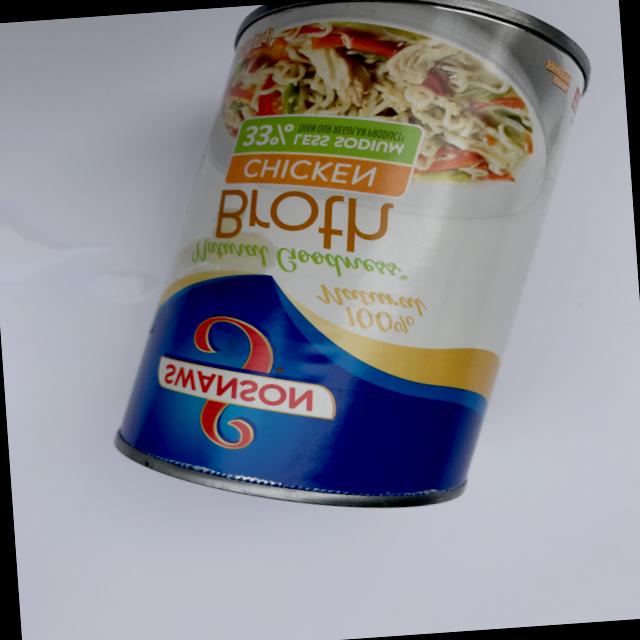 SWANSON
100%
Natural
Natural Goodness
Broth
CHICKEN
33% LESS SODIUM
THAN OUR REGULAR PRODUCT